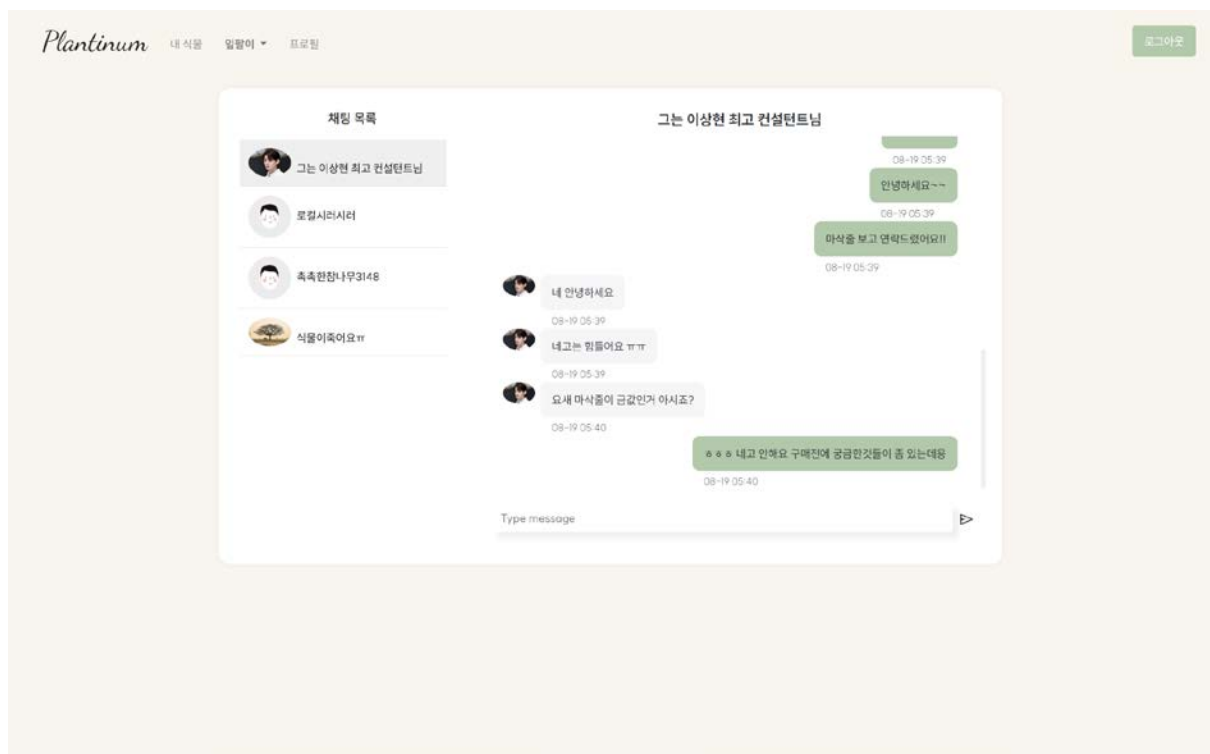 Plantinum
내 식물
잎팔이
프로필
로그아웃
채팅 목록
그는 이상현 최고 컨설턴트님
로컬시러시러
촉촉한참나무3148
식물이죽어요ㅠ
그는 이상현 최고 컨설턴트님
08-19 05:39
안녕하세요~~
08-19 05:39
마삭줄 보고 연락드렸어요!!
08-19 05:39
네 안녕하세요
08-19 05:39
네고는 힘들어요 ㅠㅠ
08-19 05:39
요새 마삭줄이 금값인거 아시죠?
08-19 05:40
ㅎㅎㅎ 네고 안해요 구매전에 궁금한것들이 좀 있는데용
08-19 05:40
Type message